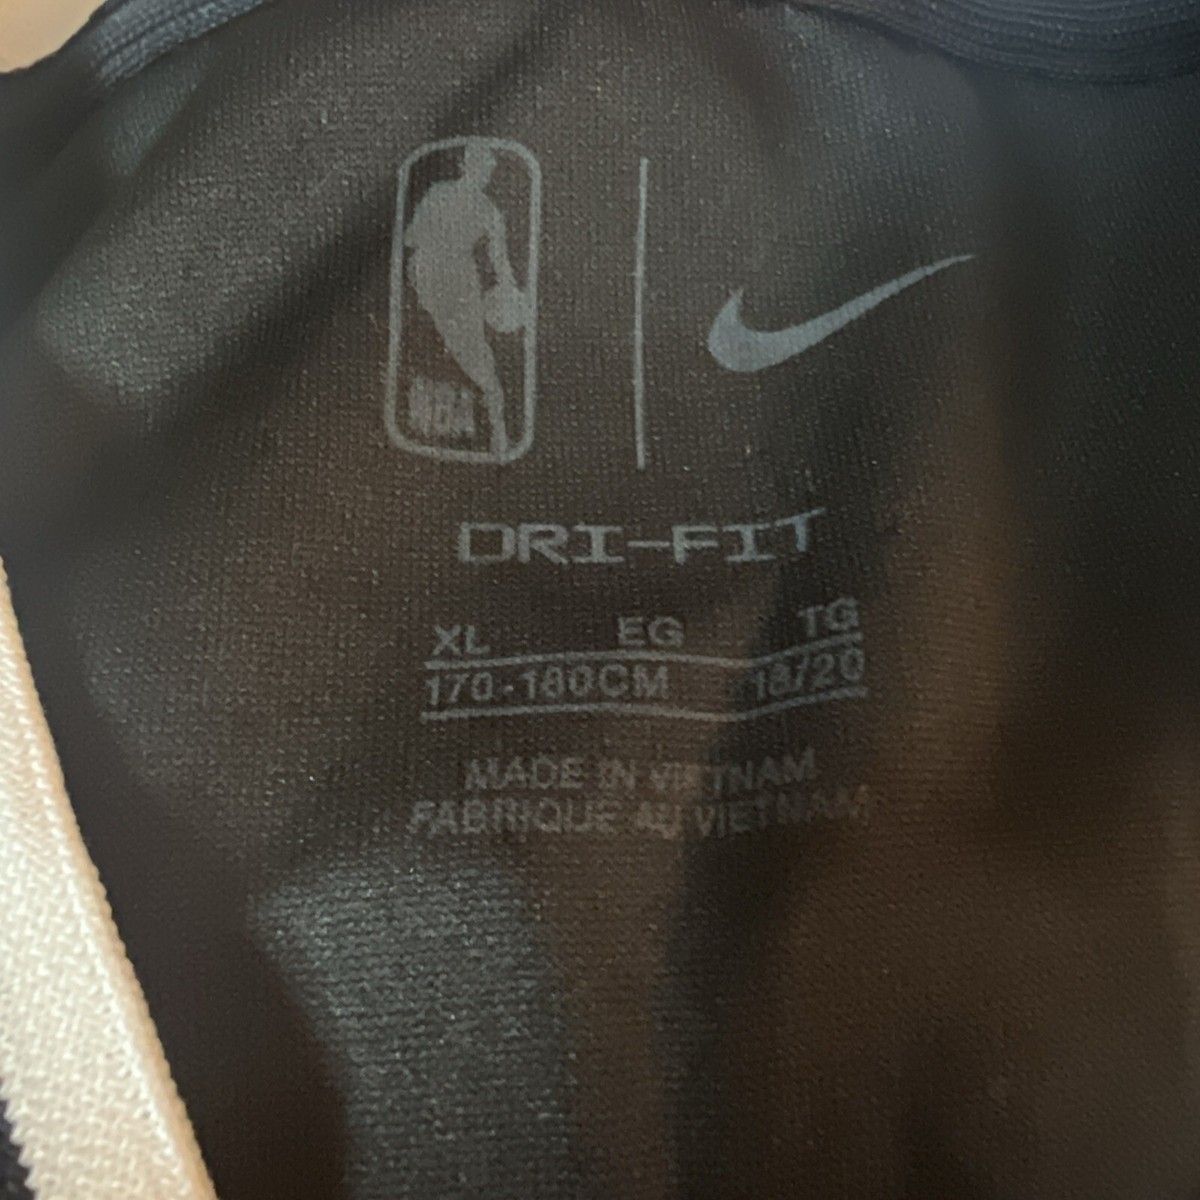 NBA
DRI-FIT
XL EG TG
170-180CM 18/20
MADE IN VIETNAM
FABRIQUE AU VIETNAM